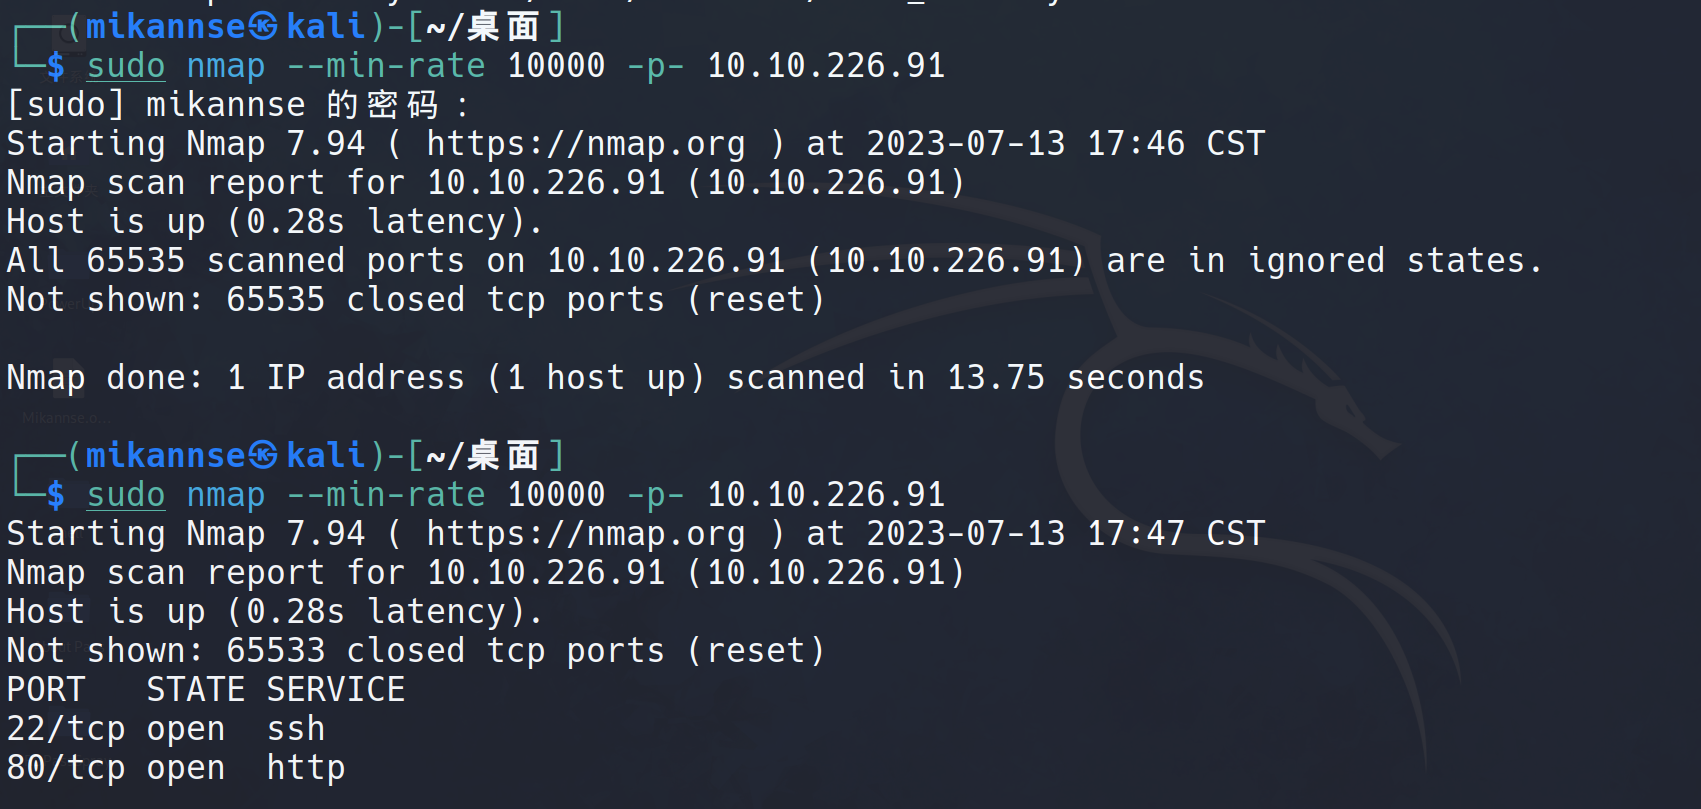 ┌──(mikannse㉿kali)-[~/桌面]
└─$ sudo nmap --min-rate 10000 -p- 10.10.226.91
[sudo] mikannse 的密码：
Starting Nmap 7.94 ( https://nmap.org ) at 2023-07-13 17:46 CST
Nmap scan report for 10.10.226.91 (10.10.226.91)
Host is up (0.28s latency).
All 65535 scanned ports on 10.10.226.91 (10.10.226.91) are in ignored states.
Not shown: 65535 closed tcp ports (reset)

Nmap done: 1 IP address (1 host up) scanned in 13.75 seconds
Mikannse.o...

┌──(mikannse㉿kali)-[~/桌面]
└─$ sudo nmap --min-rate 10000 -p- 10.10.226.91
Starting Nmap 7.94 ( https://nmap.org ) at 2023-07-13 17:47 CST
Nmap scan report for 10.10.226.91 (10.10.226.91)
Host is up (0.28s latency).
Not shown: 65533 closed tcp ports (reset)
PORT   STATE SERVICE
22/tcp open  ssh
80/tcp open  http